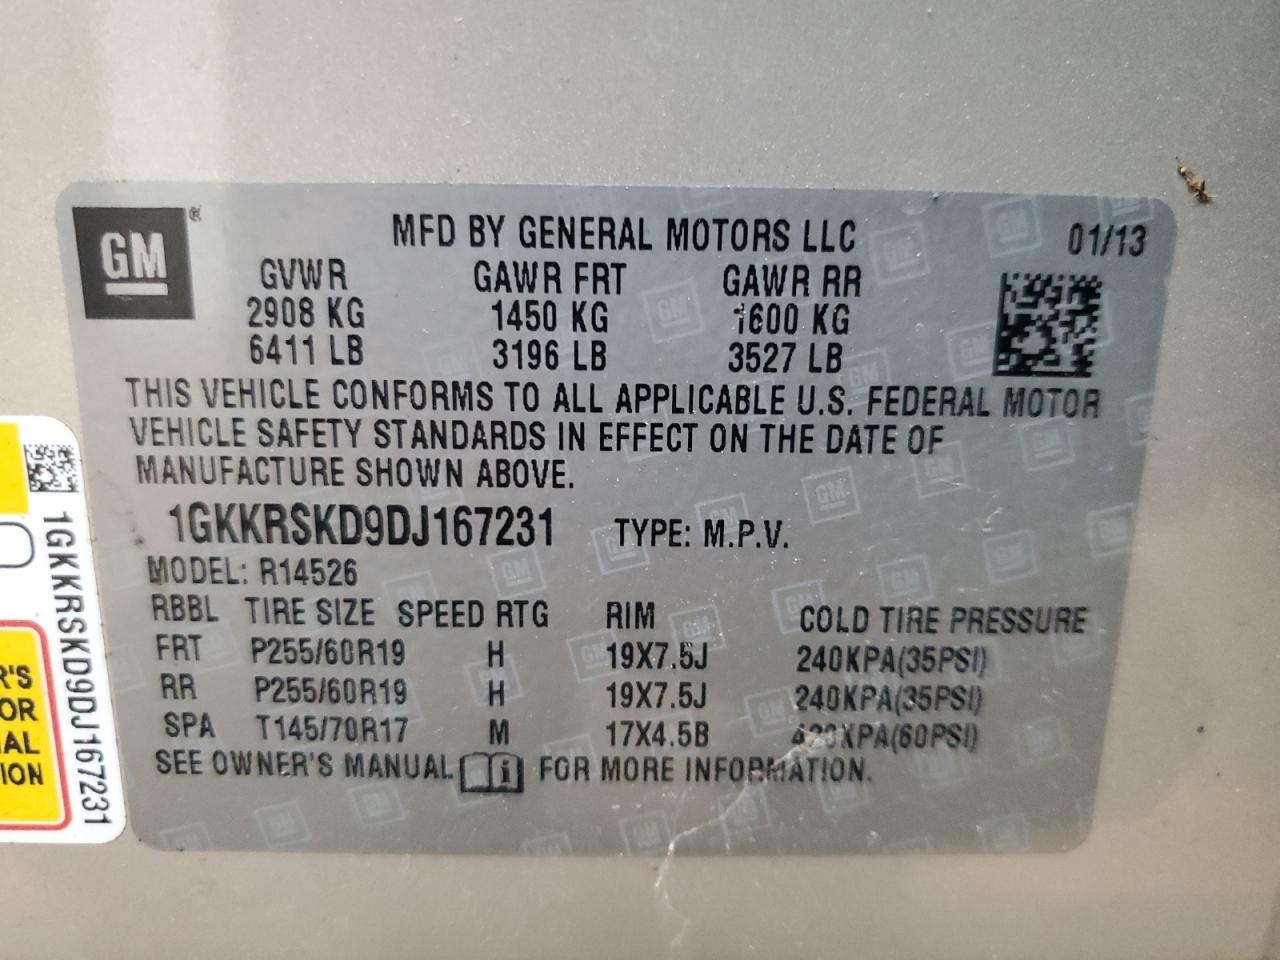 GM®
MFD BY GENERAL MOTORS LLC 01/13
GVWR GAWR FRT GAWR RR
2908 KG 1450 KG 1600 KG
6411 LB 3196 LB 3527 LB
THIS VEHICLE CONFORMS TO ALL APPLICABLE U.S. FEDERAL MOTOR
VEHICLE SAFETY STANDARDS IN EFFECT ON THE DATE OF
MANUFACTURE SHOWN ABOVE.
1GKKRSKD9DJ167231 TYPE: M.P.V.
MODEL: R14526
RBBL TIRE SIZE SPEED RTG RIM COLD TIRE PRESSURE
FRT P255/60R19 H 19X7.5J 240KPA(35PSI)
RR P255/60R19 H 19X7.5J 240KPA(35PSI)
SPA T145/70R17 M 17X4.5B 420KPA(60PSI)
SEE OWNER'S MANUAL i FOR MORE INFORMATION.
1GKKRSKD9DJ167231
R'S
OR
IAL
ION